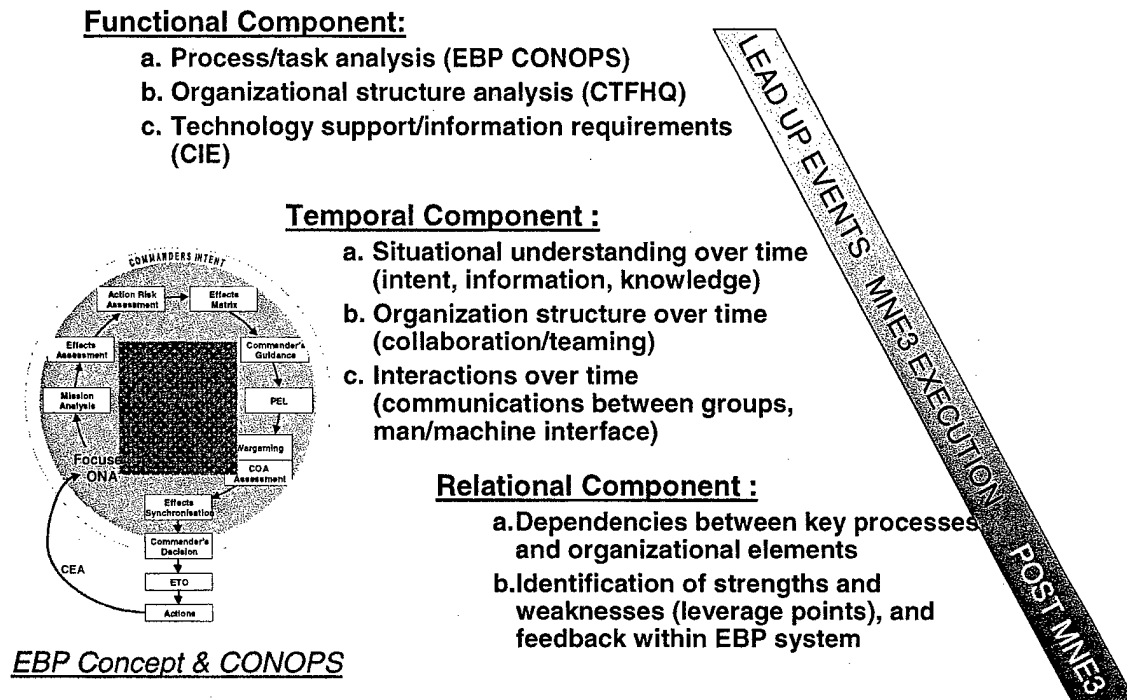 Functional Component:
a. Process/task analysis (EBP CONOPS)
b. Organizational structure analysis (CTFHQ)
c. Technology support/information requirements
(CIE)
Temporal Component :
a. Situational understanding over time
(intent, information, knowledge)
b. Organization structure over time
(collaboration/teaming)
c. Interactions over time
(communications between groups,
man/machine interface)
Relational Component :
a.Dependencies between key processes
and organizational elements
b.Identification of strengths and
weaknesses (leverage points), and
feedback within EBP system
LEAD UP EVENTS MNE3 EXECUTION POST MNE3
COMMANDERS INTENT
Action Risk
Assessment
Effects
Matrix
Effects
Assessment
Commander's
Guidance
Mission
Analysis
PEL
Wargaming
COA
Assessment
Focuse
ONA
Effects
Synchronisation
Commander's
Decision
CEA
ETO
Actions
EBP Concept & CONOPS